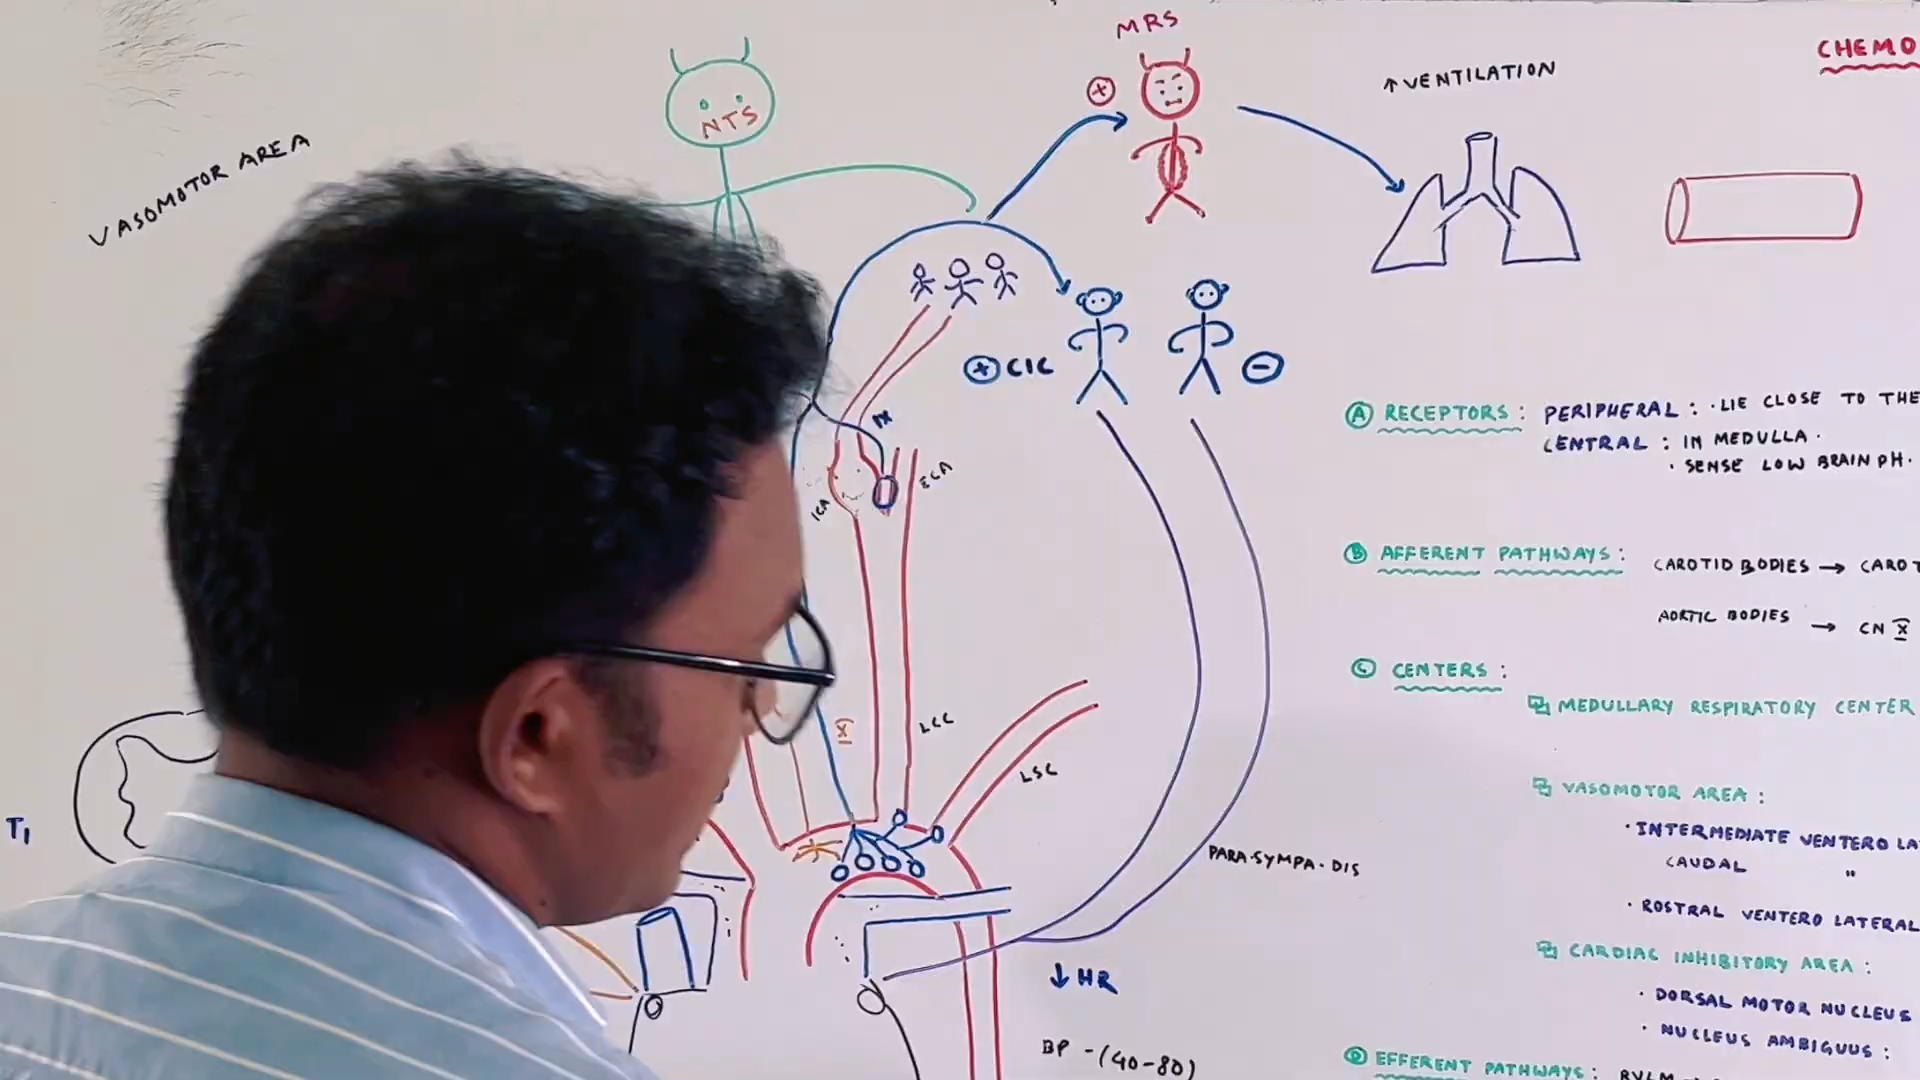 MRS
CHEMO
↑VENTILATION
NTS
VASOMOTOR AREA
+ CIC
−
IX
ICA
ECA
Ⓐ RECEPTORS : PERIPHERAL : · LIE CLOSE TO THE
CENTRAL : IN MEDULLA ·
· SENSE LOW BRAIN PH ·
Ⓑ AFFERENT PATHWAYS : CAROTID BODIES → CAROT
AORTIC BODIES → CN X
Ⓒ CENTERS :
MEDULLARY RESPIRATORY CENTER
X
LCC
LSC
VASOMOTOR AREA :
· INTERMEDIATE VENTERO LA
CAUDAL "
T1
PARA·SYMPA·DIS
· ROSTRAL VENTERO LATERAL
CARDIAC INHIBITORY AREA :
↓ HR
· DORSAL MOTOR NUCLEUS
· NUCLEUS AMBIGUUS :
BP - (40-80)
Ⓓ EFFERENT PATHWAYS : RVLM